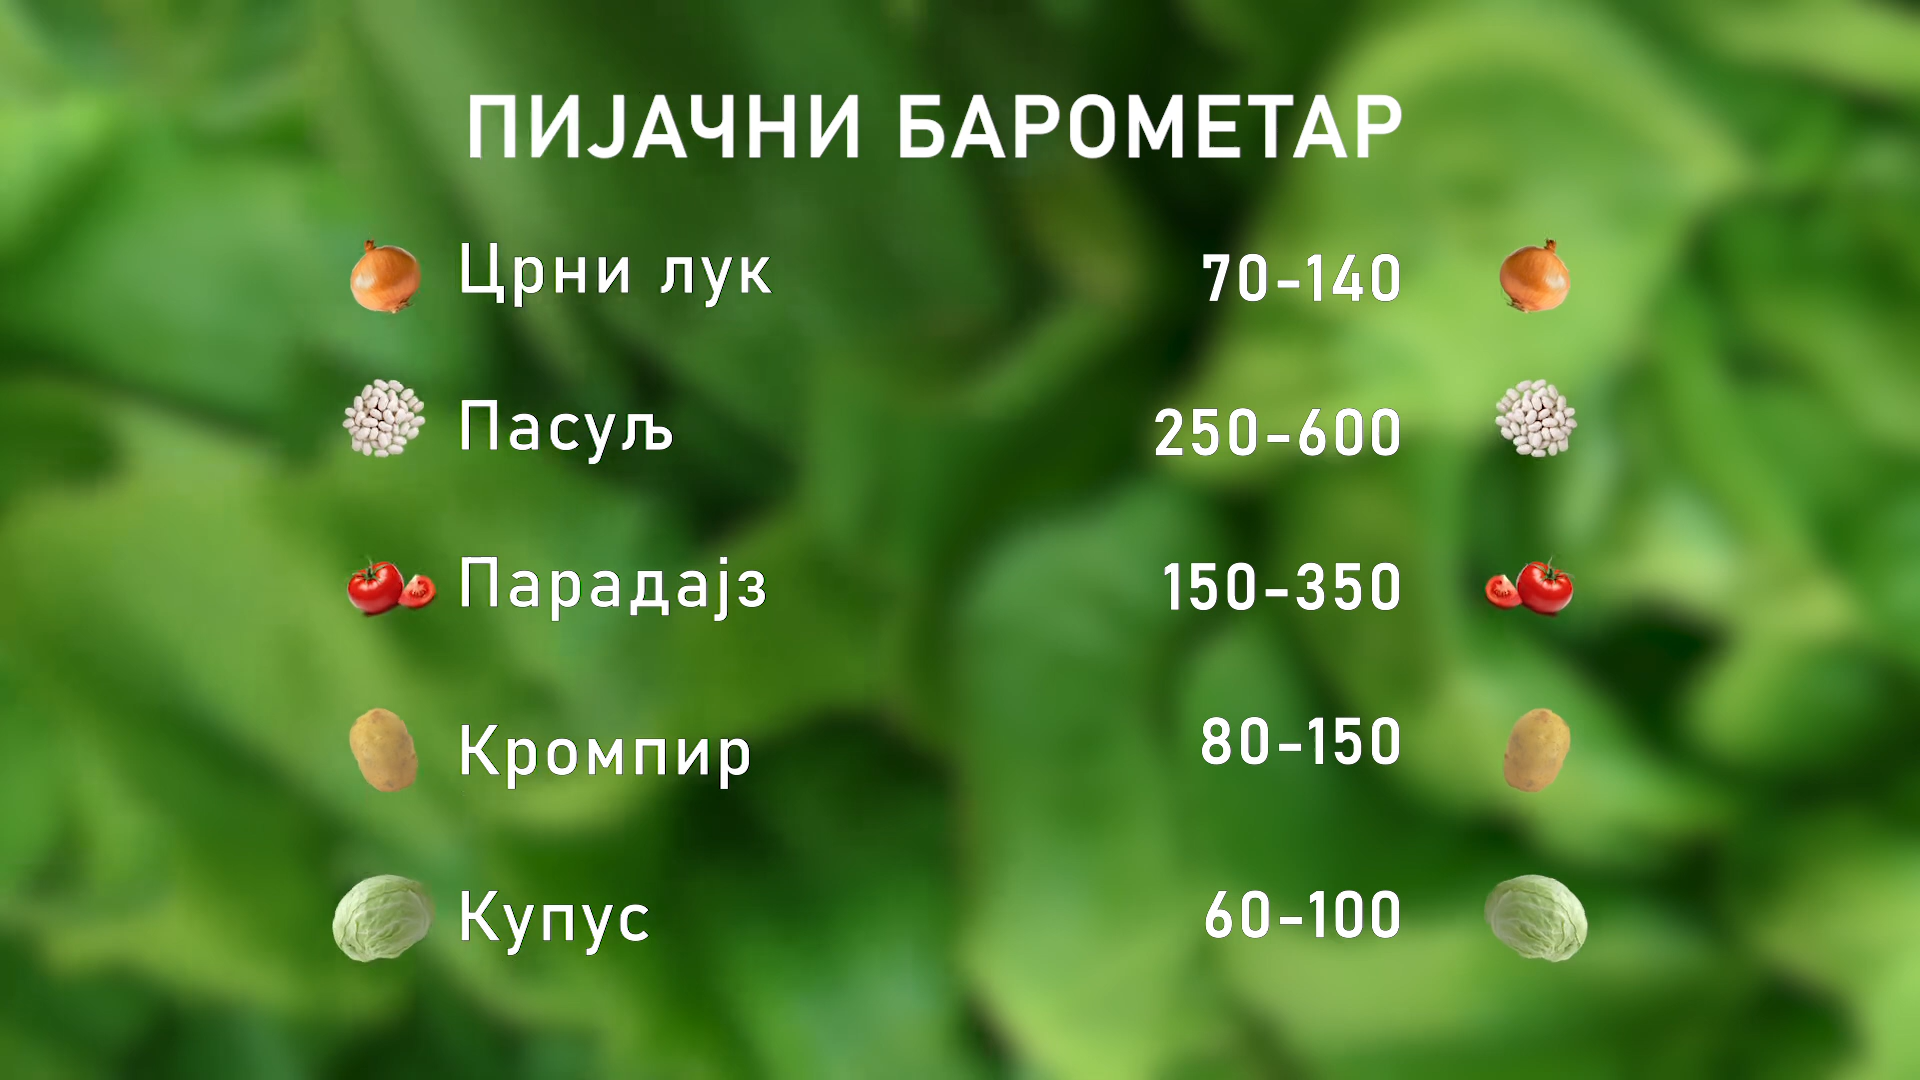 ПИЈАЧНИ БАРОМЕТАР
Црни лук 70-140
Пасуљ 250-600
Парадајз 150-350
Кромпир 80-150
Купус 60-100